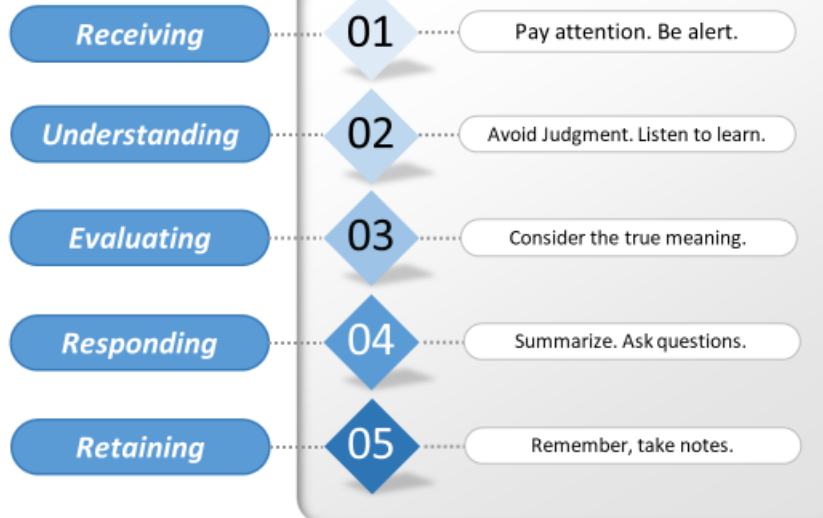 Receiving
01
Pay attention. Be alert.
Understanding
02
Avoid Judgment. Listen to learn.
Evaluating
03
Consider the true meaning.
Responding
04
Summarize. Ask questions.
Retaining
05
Remember, take notes.